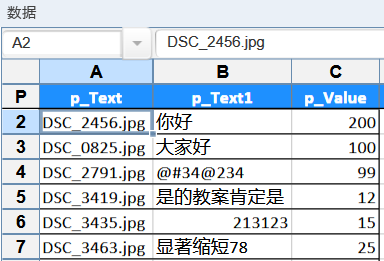 数据
A2 DSC_2456.jpg
A B C
P p_Text p_Text1 p_Value
2 DSC_2456.jpg 你好 200
3 DSC_0825.jpg 大家好 100
4 DSC_2791.jpg @#34@234 99
5 DSC_3419.jpg 是的教案肯定是 12
6 DSC_3435.jpg 213123 15
7 DSC_3463.jpg 显著缩短78 25